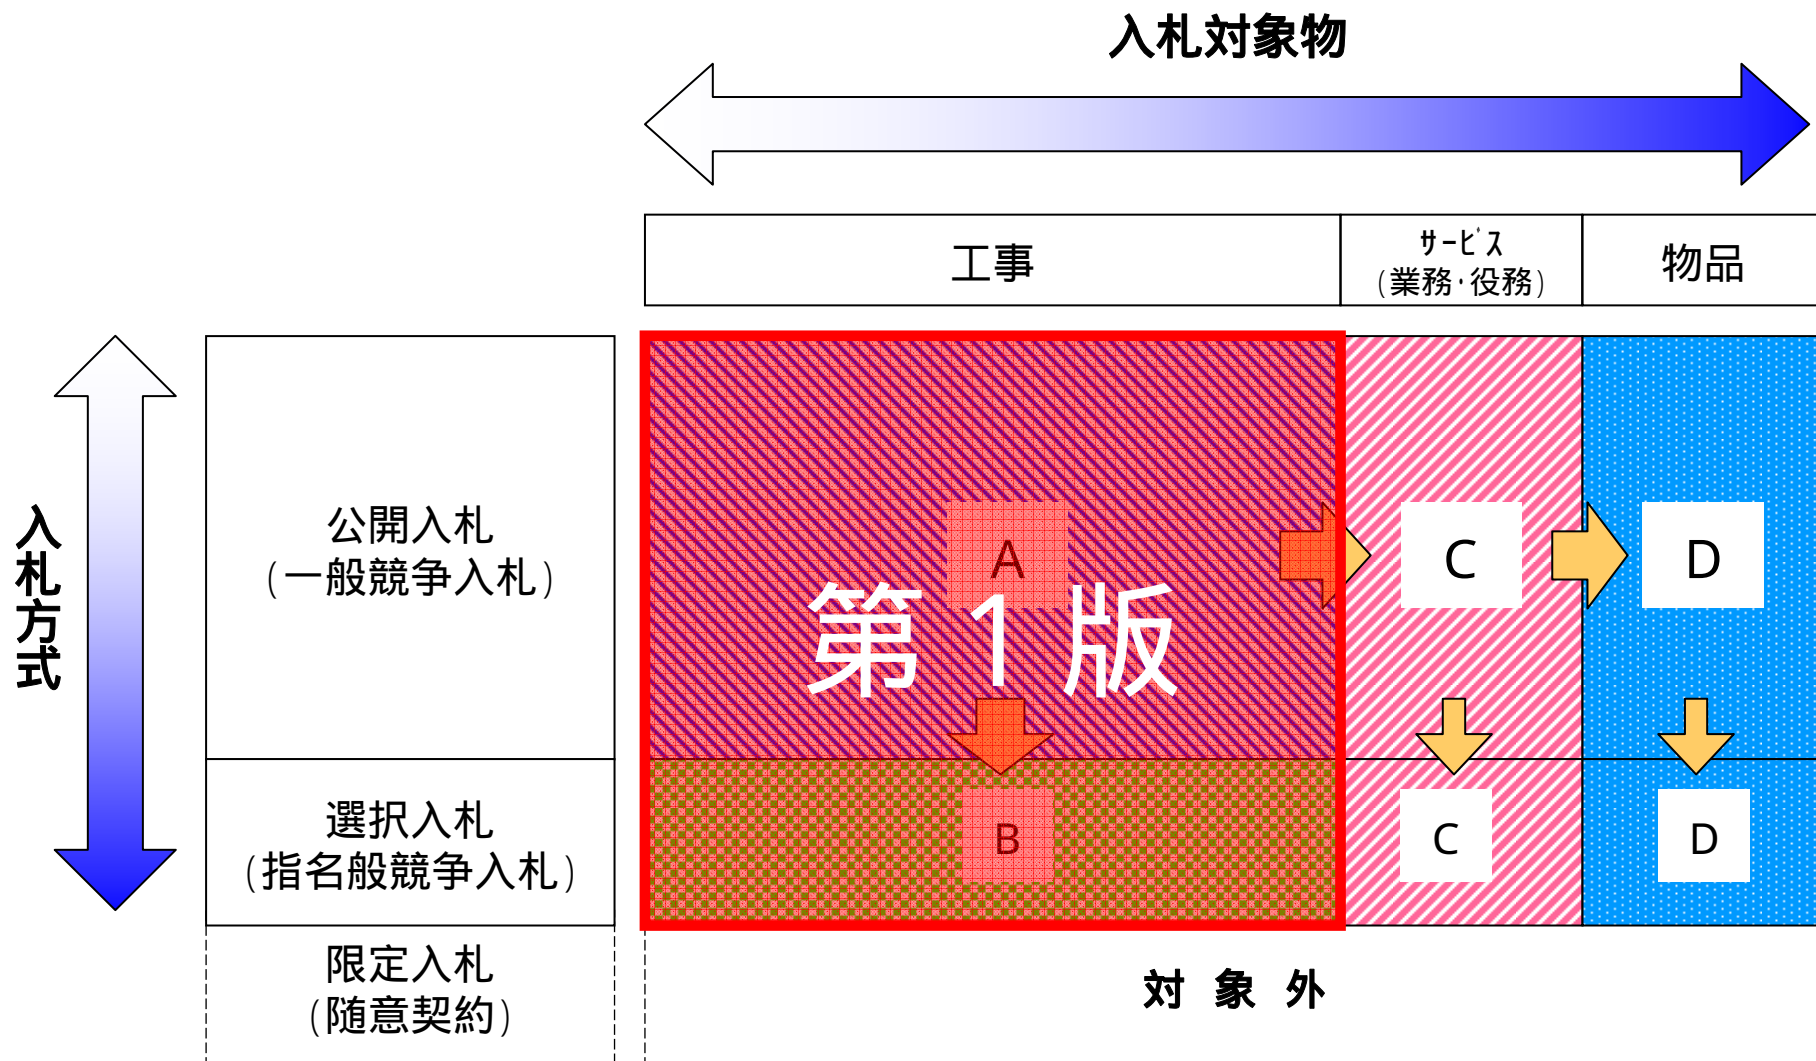 入札対象物
工事
ｻｰﾋﾞｽ
(業務・役務)
物品
入札方式
公開入札
(一般競争入札)
A
C
D
第1版
選択入札
(指名般競争入札)
B
C
D
限定入札
(随意契約)
対 象 外